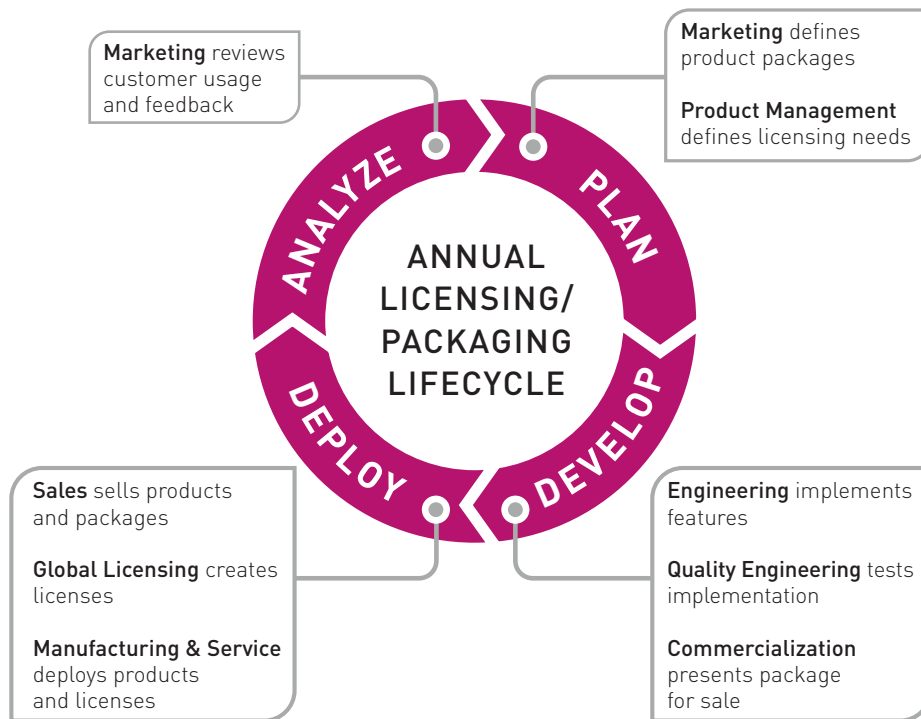 Marketing reviews
customer usage
and feedback
Marketing defines
product packages
Product Management
defines licensing needs
ANALYZE
PLAN
ANNUAL
LICENSING/
PACKAGING
LIFECYCLE
DEPLOY
DEVELOP
Sales sells products
and packages
Global Licensing creates
licenses
Manufacturing & Service
deploys products
and licenses
Engineering implements
features
Quality Engineering tests
implementation
Commercialization
presents package
for sale